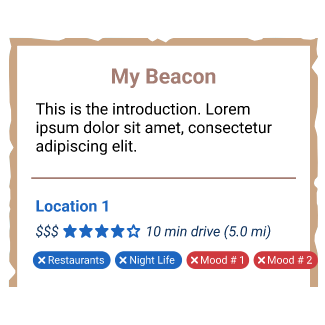 My Beacon
This is the introduction. Lorem
ipsum dolor sit amet, consectetur
adipiscing elit.
Location 1
$$$ ★★★★☆ 10 min drive (5.0 mi)
× Restaurants × Night Life × Mood # 1 × Mood # 2